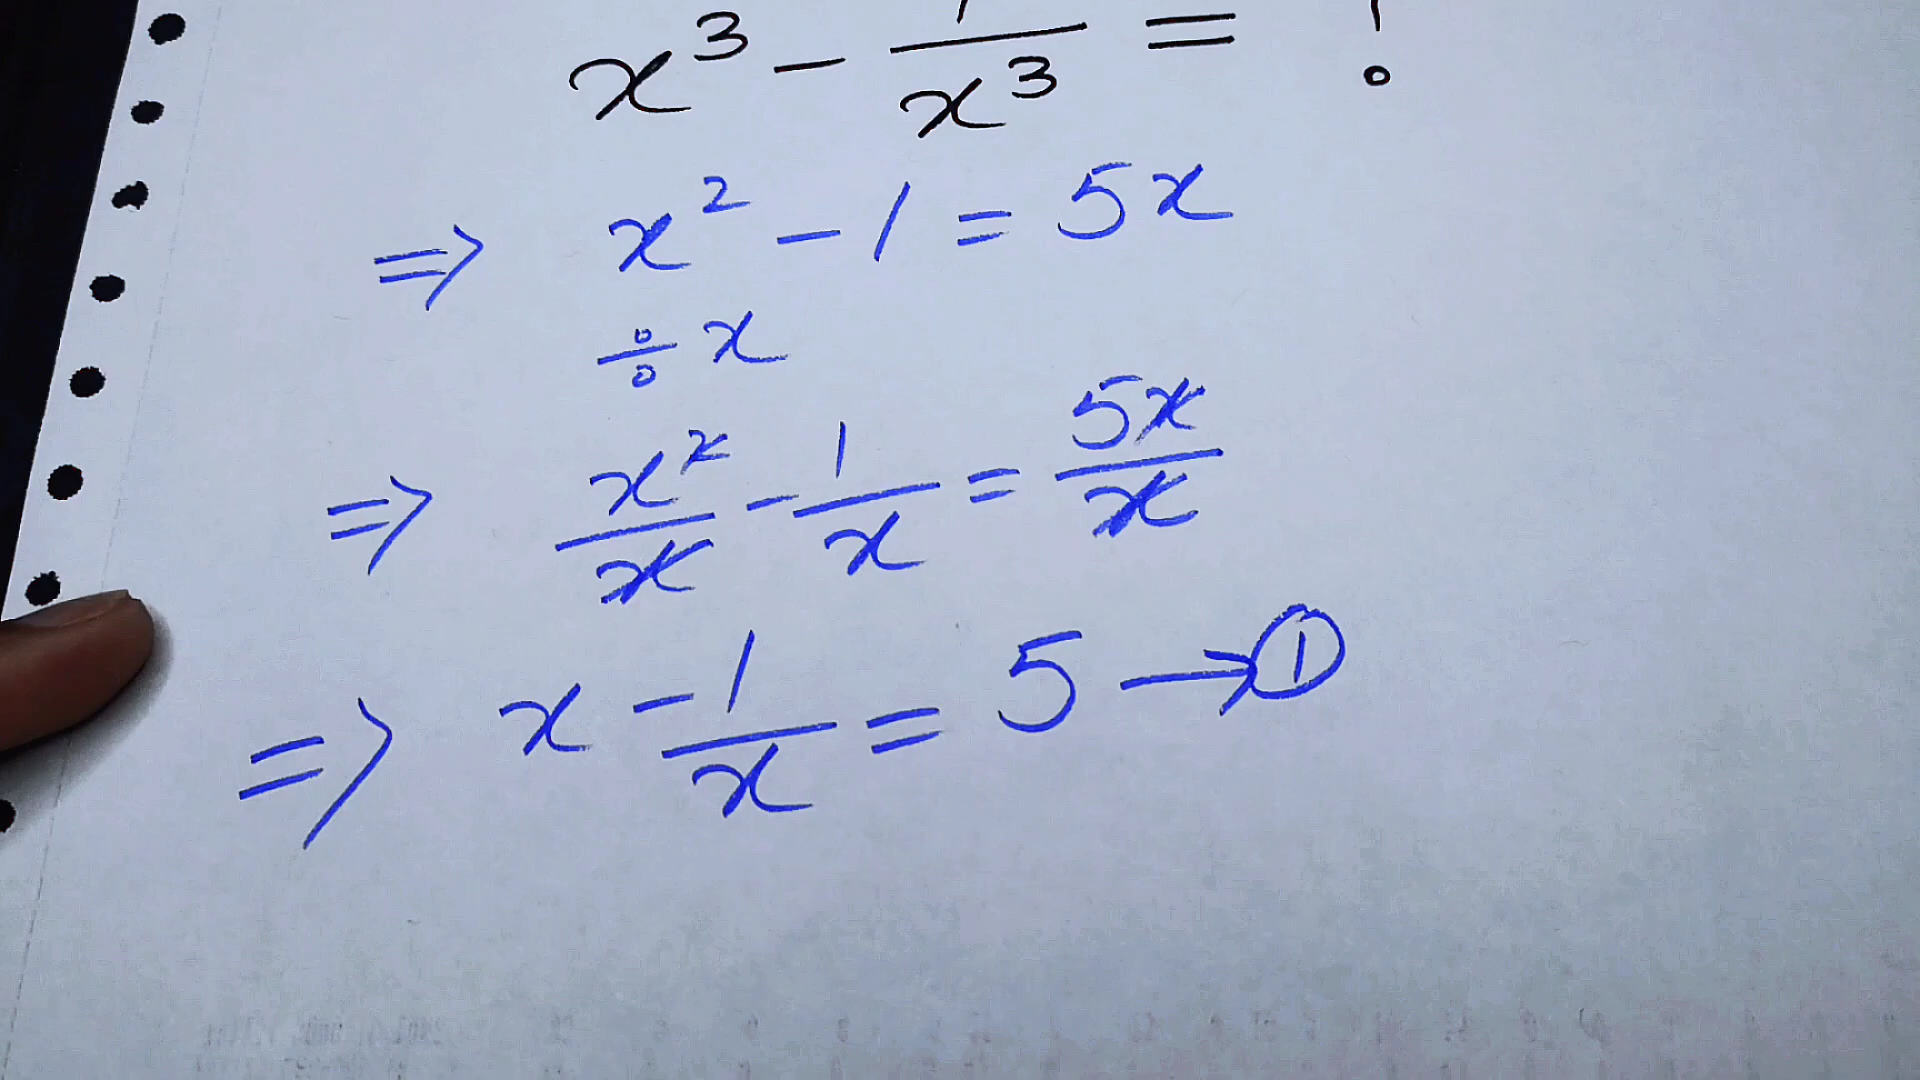 x³ - 1/x³ = ?
⇒ x² - 1 = 5x
÷ x
⇒ x²/x - 1/x = 5x/x
⇒ x - 1/x = 5 → ①